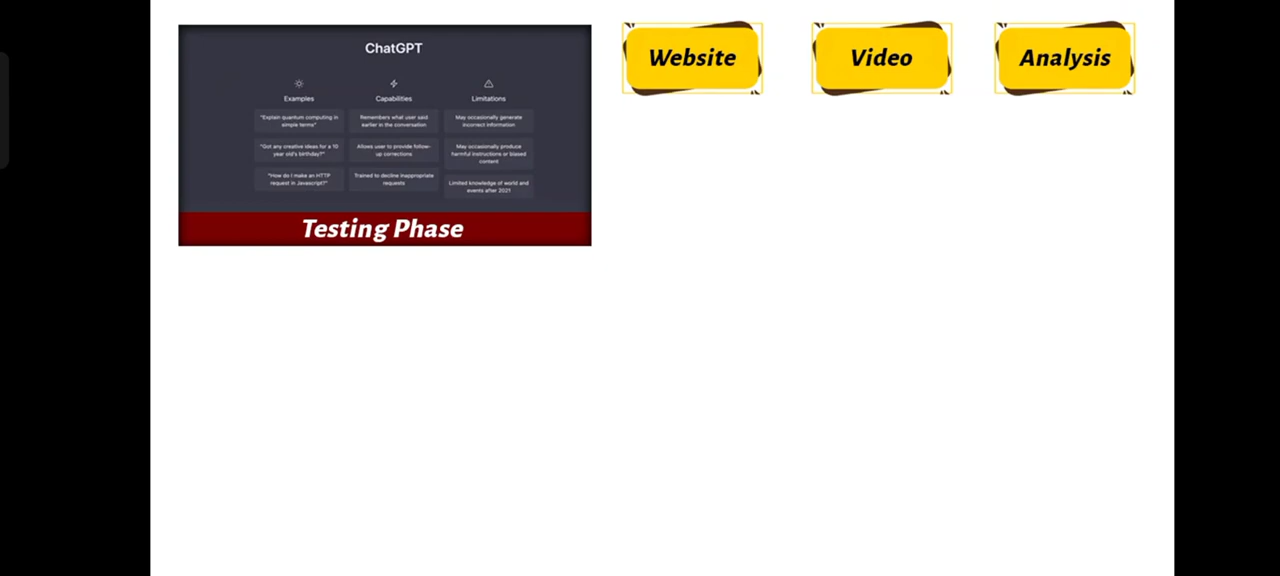 ChatGPT
Examples
"Explain quantum computing in
simple terms"
"Got any creative ideas for a 10
year old's birthday?"
"How do I make an HTTP
request in Javascript?"
Capabilities
Remembers what user said
earlier in the conversation
Allows user to provide follow-
up corrections
Trained to decline inappropriate
requests
Limitations
May occasionally generate
incorrect information
May occasionally produce
harmful instructions or biased
content
Limited knowledge of world and
events after 2021
Testing Phase
Website
Video
Analysis